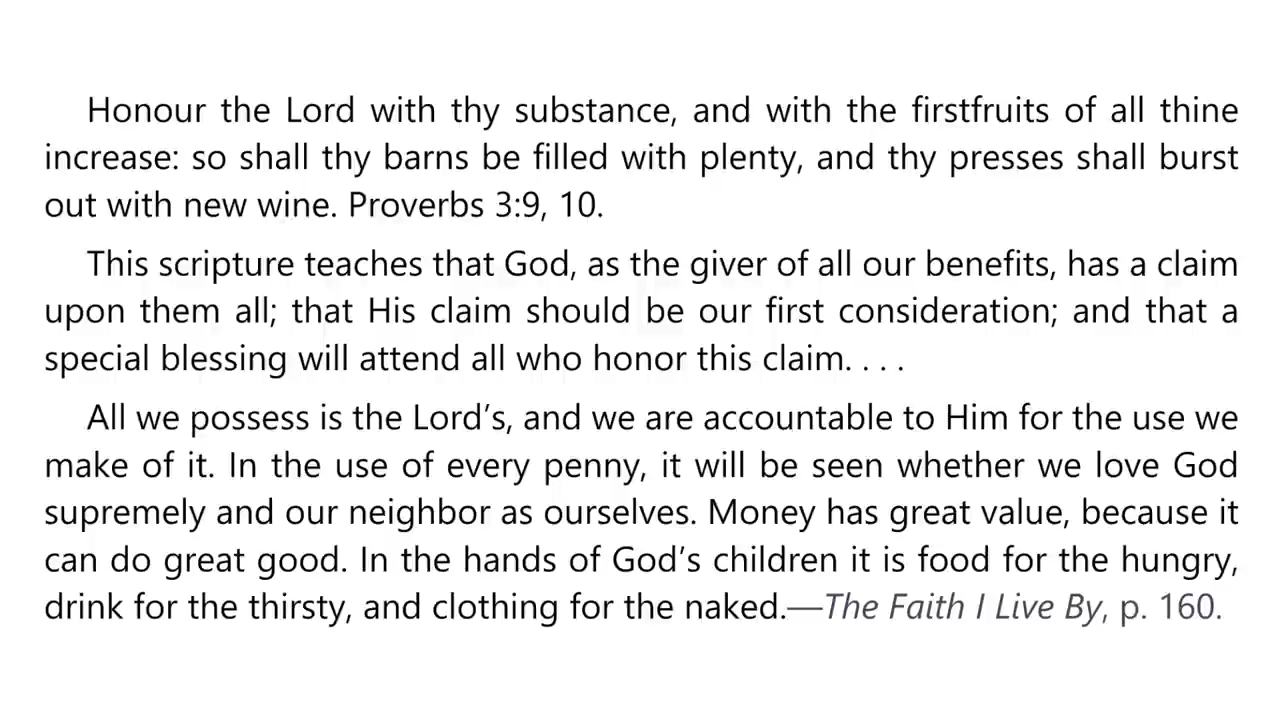 Honour the Lord with thy substance, and with the firstfruits of all thine
increase: so shall thy barns be filled with plenty, and thy presses shall burst
out with new wine. Proverbs 3:9, 10.
This scripture teaches that God, as the giver of all our benefits, has a claim
upon them all; that His claim should be our first consideration; and that a
special blessing will attend all who honor this claim. . . .
All we possess is the Lord’s, and we are accountable to Him for the use we
make of it. In the use of every penny, it will be seen whether we love God
supremely and our neighbor as ourselves. Money has great value, because it
can do great good. In the hands of God’s children it is food for the hungry,
drink for the thirsty, and clothing for the naked.—The Faith I Live By, p. 160.